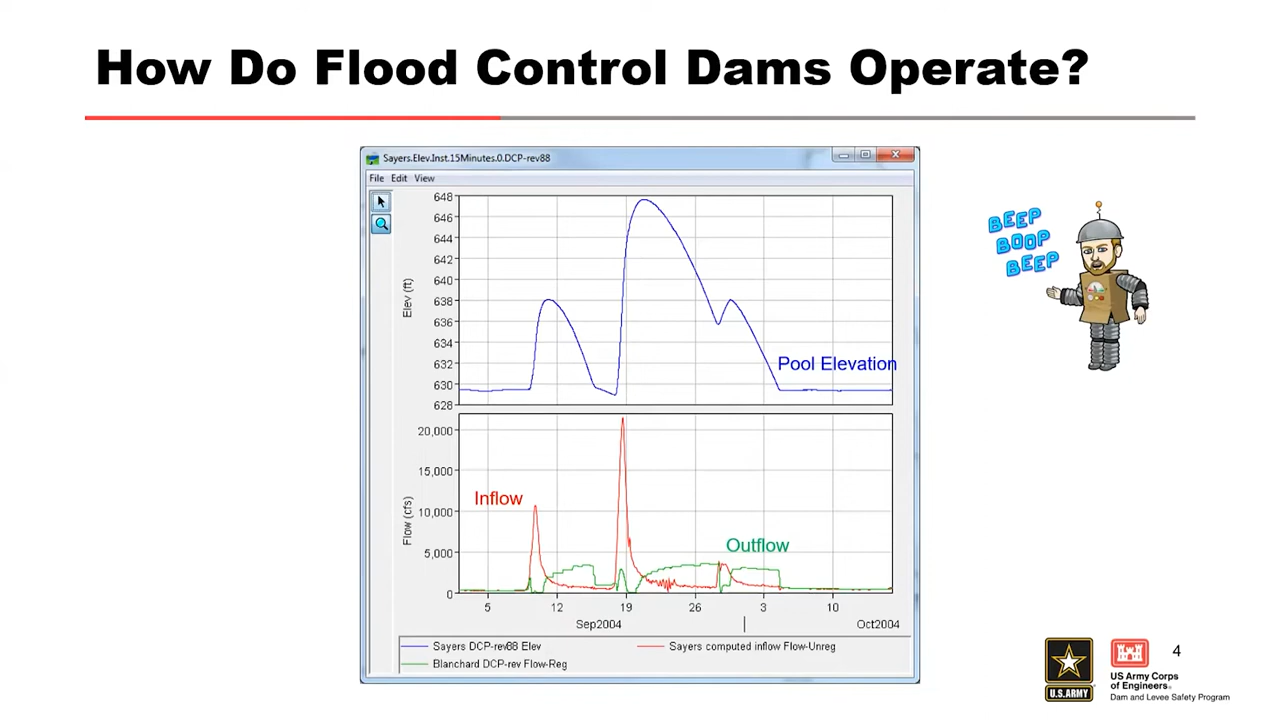 How Do Flood Control Dams Operate?
Sayers.Elev.Inst.15Minutes.0.DCP-rev88
File Edit View
BEEP
BOOP
BEEP
648
646
644
642
640
638
636
634
632
630
628
Elev (ft)
Pool Elevation
20,000
15,000
10,000
5,000
0
Flow (cfs)
Inflow
Outflow
5 12 19 26 3 10
Sep2004 Oct2004
Sayers DCP-rev88 Elev Sayers computed inflow Flow-Unreg
Blanchard DCP-rev Flow-Reg
4
U.S.ARMY
US Army Corps
of Engineers®
Dam and Levee Safety Program